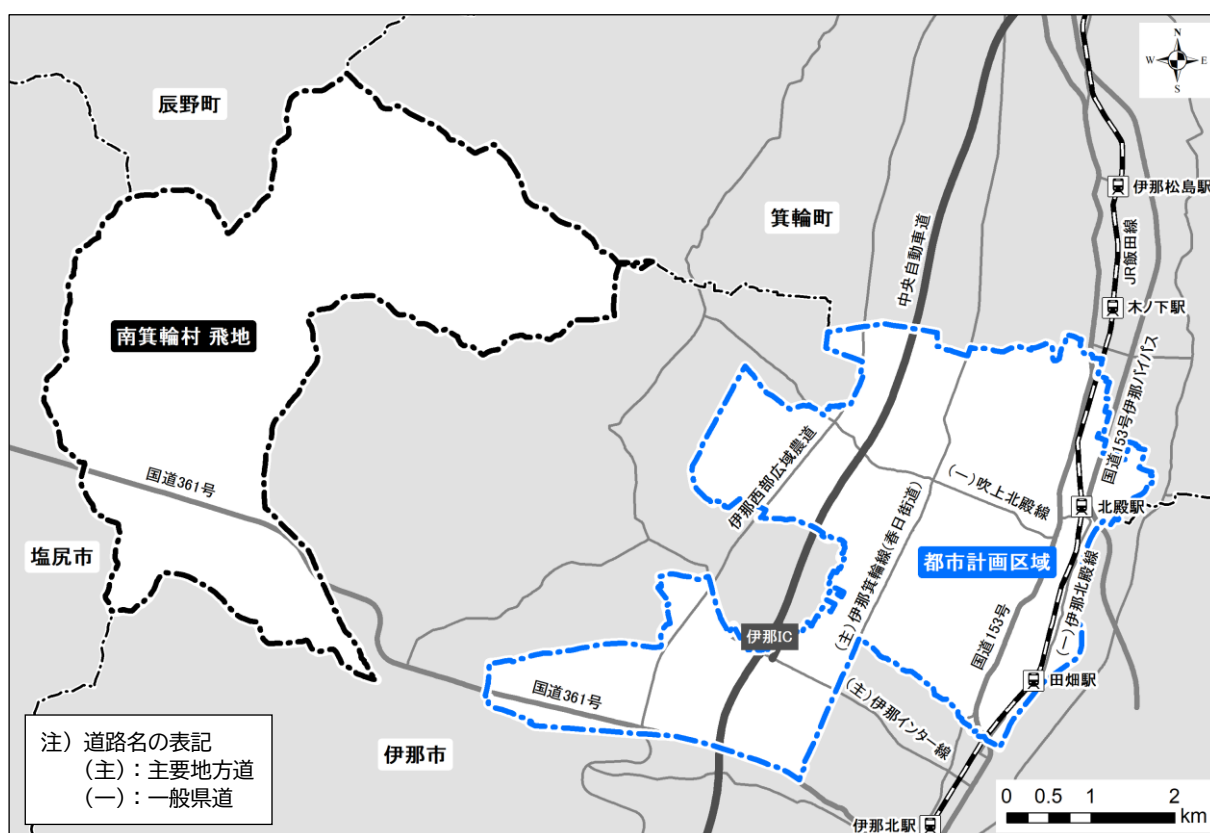 N
W E
S
辰野町
伊那松島駅
箕輪町
中央自動車道
JR飯田線
木ノ下駅
南箕輪村 飛地
国道153号伊那バイパス
伊那西部広域農道
(一)吹上北殿線
国道361号
北殿駅
塩尻市
都市計画区域
(主)伊那箕輪線(春日街道)
(一)伊那北殿線
伊那IC
国道153号
田畑駅
国道361号
(主)伊那インター線
伊那市
注)道路名の表記
(主):主要地方道
(一):一般県道
0 0.5 1 2
km
伊那北駅